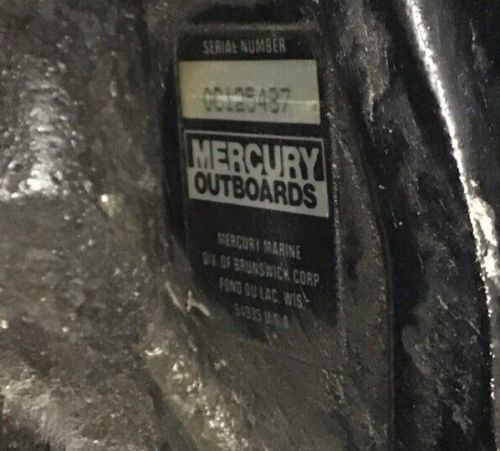 SERIAL NUMBER
0C125487
MERCURY
OUTBOARDS
MERCURY MARINE
DIV. OF BRUNSWICK CORP
FOND DU LAC, WIS.
54935 U.S.A